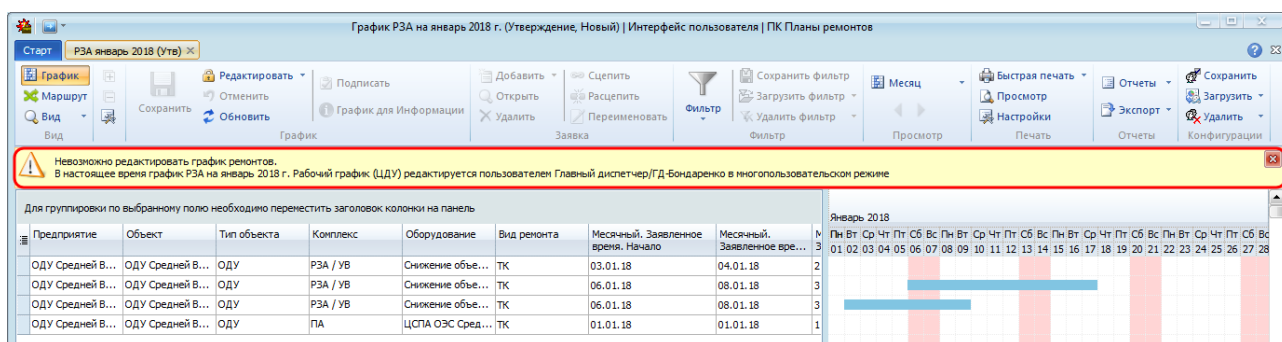 График РЗА на январь 2018 г. (Утверждение, Новый) | Интерфейс пользователя | ПК Планы ремонтов
Старт РЗА январь 2018 (Утв)
График Редактировать Подписать Добавить Сцепить Сохранить фильтр Месяц Быстрая печать Отчеты Сохранить
Маршрут Отменить Открыть Расцепить Загрузить фильтр Просмотр Загрузить
Вид Сохранить Обновить График для Информации Удалить Переименовать Фильтр Удалить фильтр Настройки Экспорт Удалить
Вид График Заявка Фильтр Просмотр Печать Отчеты Конфигурации
Невозможно редактировать график ремонтов.
В настоящее время график РЗА на январь 2018 г. Рабочий график (ЦДУ) редактируется пользователем Главный диспетчер/ГД-Бондаренко в многопользовательском режиме
Для группировки по выбранному полю необходимо переместить заголовок колонки на панель
Январь 2018
Предприятие Объект Тип объекта Комплекс Оборудование Вид ремонта Месячный. Заявленное время. Начало Месячный. Заявленное вре...
Пн Вт Ср Чт Пт Сб Вс Пн Вт Ср Чт Пт Сб Вс Пн Вт Ср Чт Пт Сб Вс Пн Вт Ср Чт Пт Сб Вс
01 02 03 04 05 06 07 08 09 10 11 12 13 14 15 16 17 18 19 20 21 22 23 24 25 26 27 28
ОДУ Средней В... ОДУ Средней В... ОДУ РЗА / УВ Снижение объе... ТК 03.01.18 04.01.18 2
ОДУ Средней В... ОДУ Средней В... ОДУ РЗА / УВ Снижение объе... ТК 06.01.18 08.01.18 3
ОДУ Средней В... ОДУ Средней В... ОДУ РЗА / УВ Снижение объе... ТК 06.01.18 08.01.18 3
ОДУ Средней В... ОДУ Средней В... ОДУ ПА ЦСПА ОЭС Сред... ТК 01.01.18 01.01.18 1